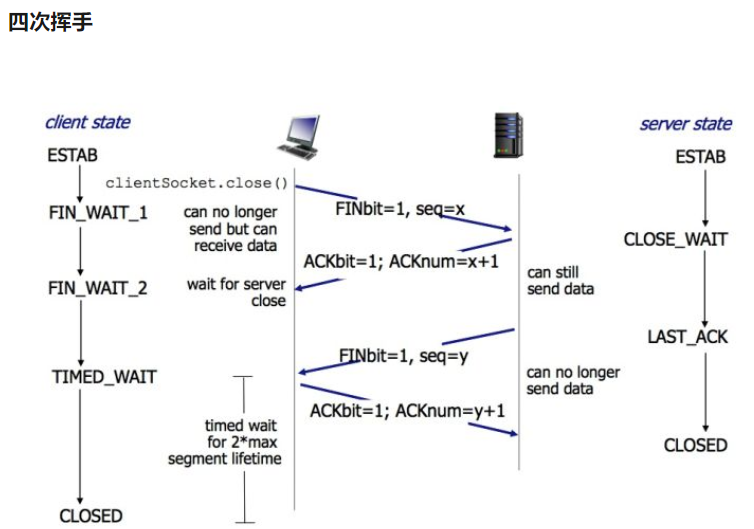 四次挥手
client state
server state
ESTAB
ESTAB
clientSocket.close()
FINbit=1, seq=x
FIN_WAIT_1
can no longer
send but can
receive data
CLOSE_WAIT
ACKbit=1; ACKnum=x+1
FIN_WAIT_2
wait for server
close
can still
send data
LAST_ACK
FINbit=1, seq=y
TIMED_WAIT
can no longer
send data
ACKbit=1; ACKnum=y+1
timed wait
for 2*max
segment lifetime
CLOSED
CLOSED